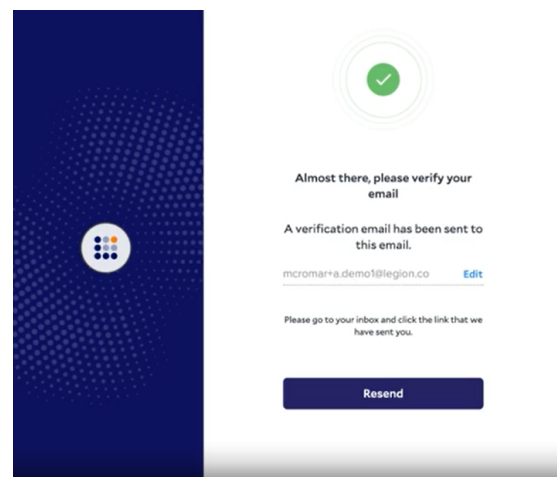 Almost there, please verify your
email
A verification email has been sent to
this email.
mcromar+a.demo1@legion.co Edit
Please go to your inbox and click the link that we
have sent you.
Resend